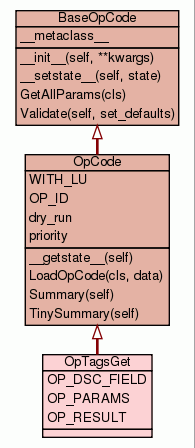 BaseOpCode
__metaclass__
__init__(self, **kwargs)
__setstate__(self, state)
GetAllParams(cls)
Validate(self, set_defaults)
OpCode
WITH_LU
OP_ID
dry_run
priority
__getstate__(self)
LoadOpCode(cls, data)
Summary(self)
TinySummary(self)
OpTagsGet
OP_DSC_FIELD
OP_PARAMS
OP_RESULT